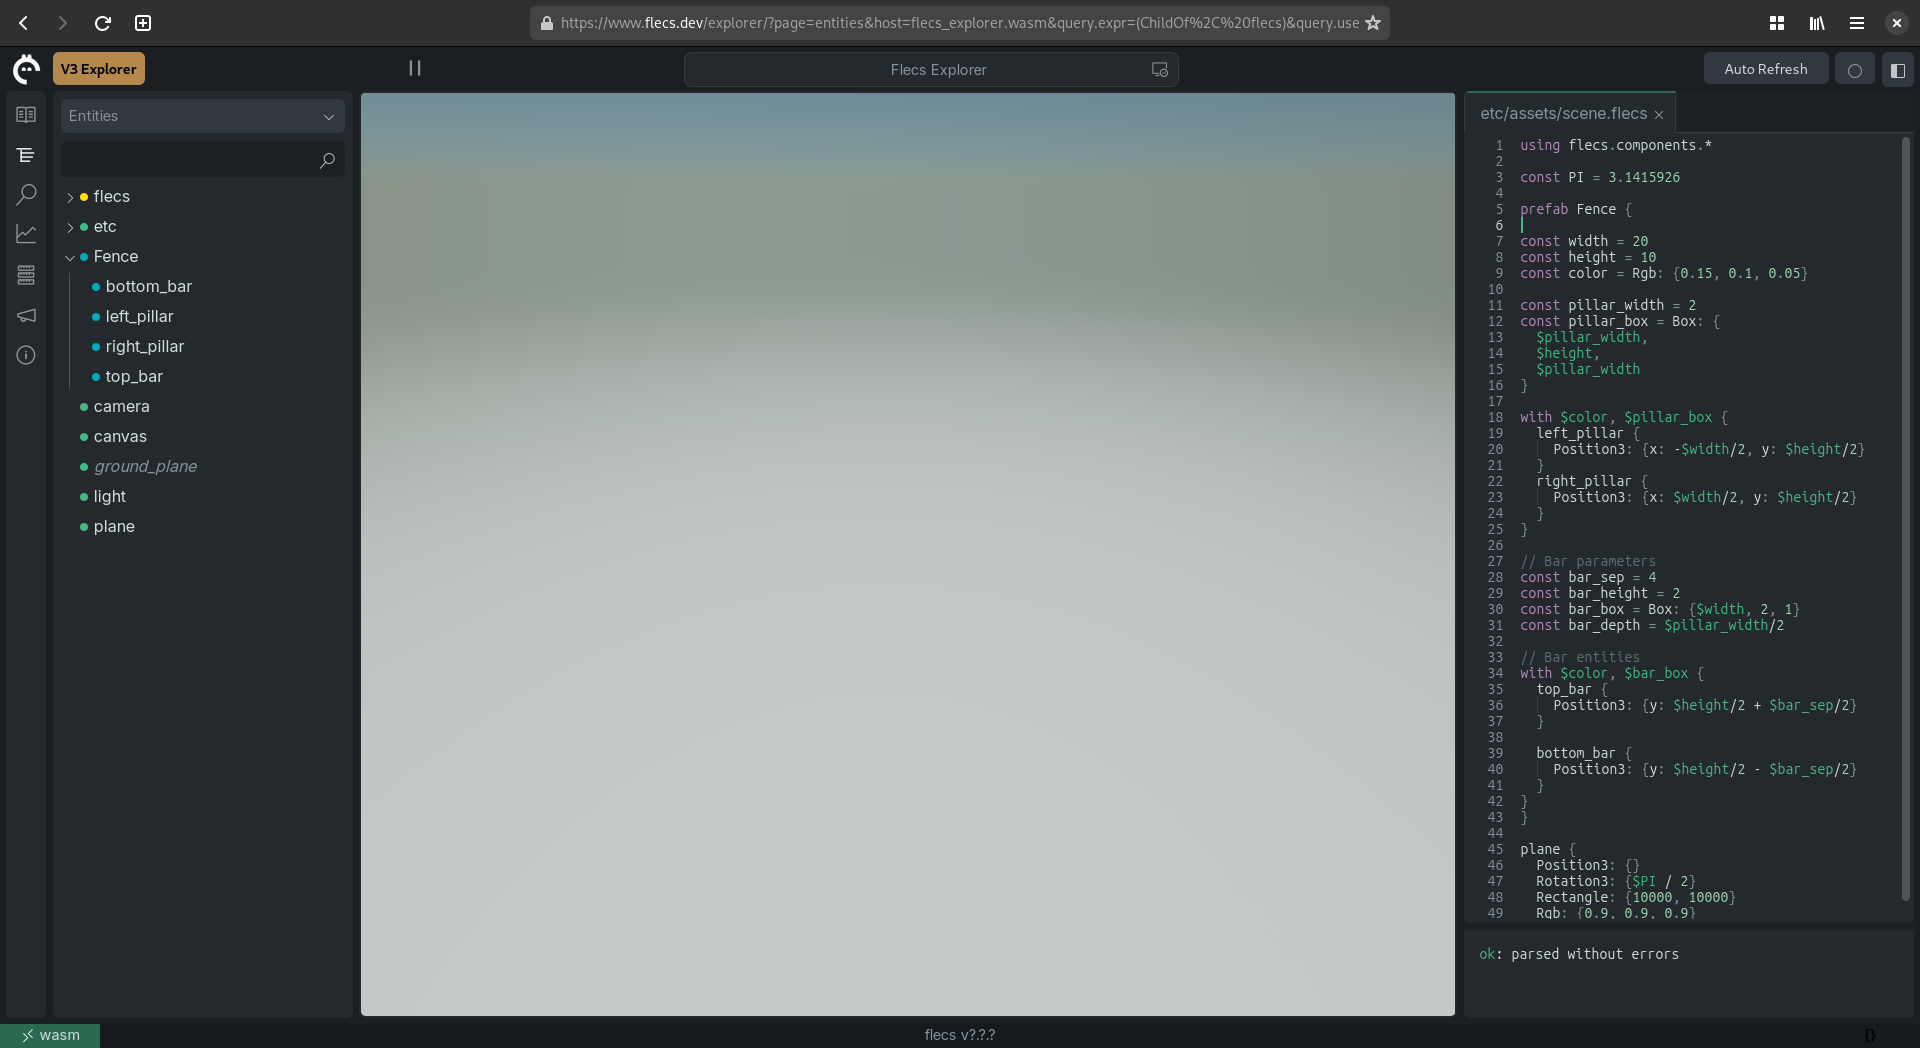 https://www.flecs.dev/explorer/?page=entities&host=flecs_explorer.wasm&query.expr=(ChildOf%2C%20flecs)&query.use
V3 Explorer
Flecs Explorer
Auto Refresh
Entities
flecs
etc
Fence
bottom_bar
left_pillar
right_pillar
top_bar
camera
canvas
ground_plane
light
plane
etc/assets/scene.flecs
1 using flecs.components.*
2
3 const PI = 3.1415926
4
5 prefab Fence {
6
7 const width = 20
8 const height = 10
9 const color = Rgb: {0.15, 0.1, 0.05}
10
11 const pillar_width = 2
12 const pillar_box = Box: {
13 $pillar_width,
14 $height,
15 $pillar_width
16 }
17
18 with $color, $pillar_box {
19 left_pillar {
20 Position3: {x: -$width/2, y: $height/2}
21 }
22 right_pillar {
23 Position3: {x: $width/2, y: $height/2}
24 }
25 }
26
27 // Bar parameters
28 const bar_sep = 4
29 const bar_height = 2
30 const bar_box = Box: {$width, 2, 1}
31 const bar_depth = $pillar_width/2
32
33 // Bar entities
34 with $color, $bar_box {
35 top_bar {
36 Position3: {y: $height/2 + $bar_sep/2}
37 }
38
39 bottom_bar {
40 Position3: {y: $height/2 - $bar_sep/2}
41 }
42 }
43 }
44
45 plane {
46 Position3: {}
47 Rotation3: {$PI / 2}
48 Rectangle: {10000, 10000}
49 Rgb: {0.9, 0.9, 0.9}
ok: parsed without errors
wasm
flecs v?.?.?
{}